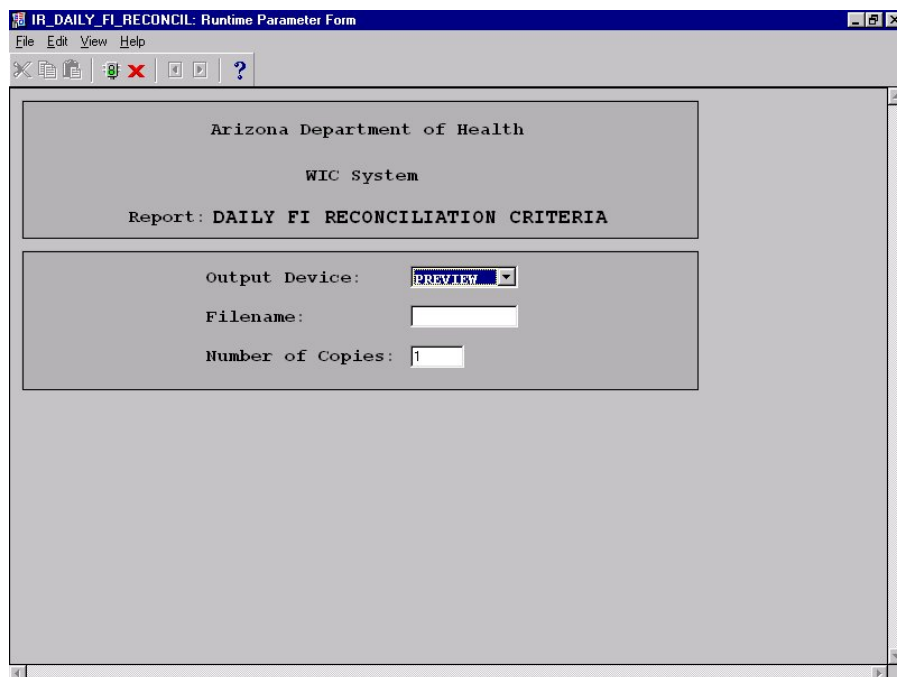 IR_DAILY_FI_RECONCIL: Runtime Parameter Form
File Edit View Help
?
Arizona Department of Health
WIC System
Report: DAILY FI RECONCILIATION CRITERIA
Output Device: PREVIEW
Filename:
Number of Copies: 1